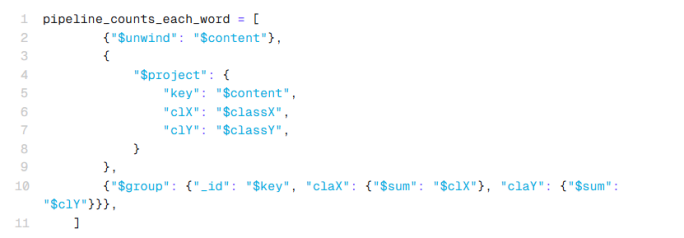 1 pipeline_counts_each_word = [
2 {"$unwind": "$content"},
3 {
4 "$project": {
5 "key": "$content",
6 "clX": "$classX",
7 "clY": "$classY",
8 }
9 },
10 {"$group": {"_id": "$key", "claX": {"$sum": "$clX"}, "claY": {"$sum":
"$clY"}}},
11 ]